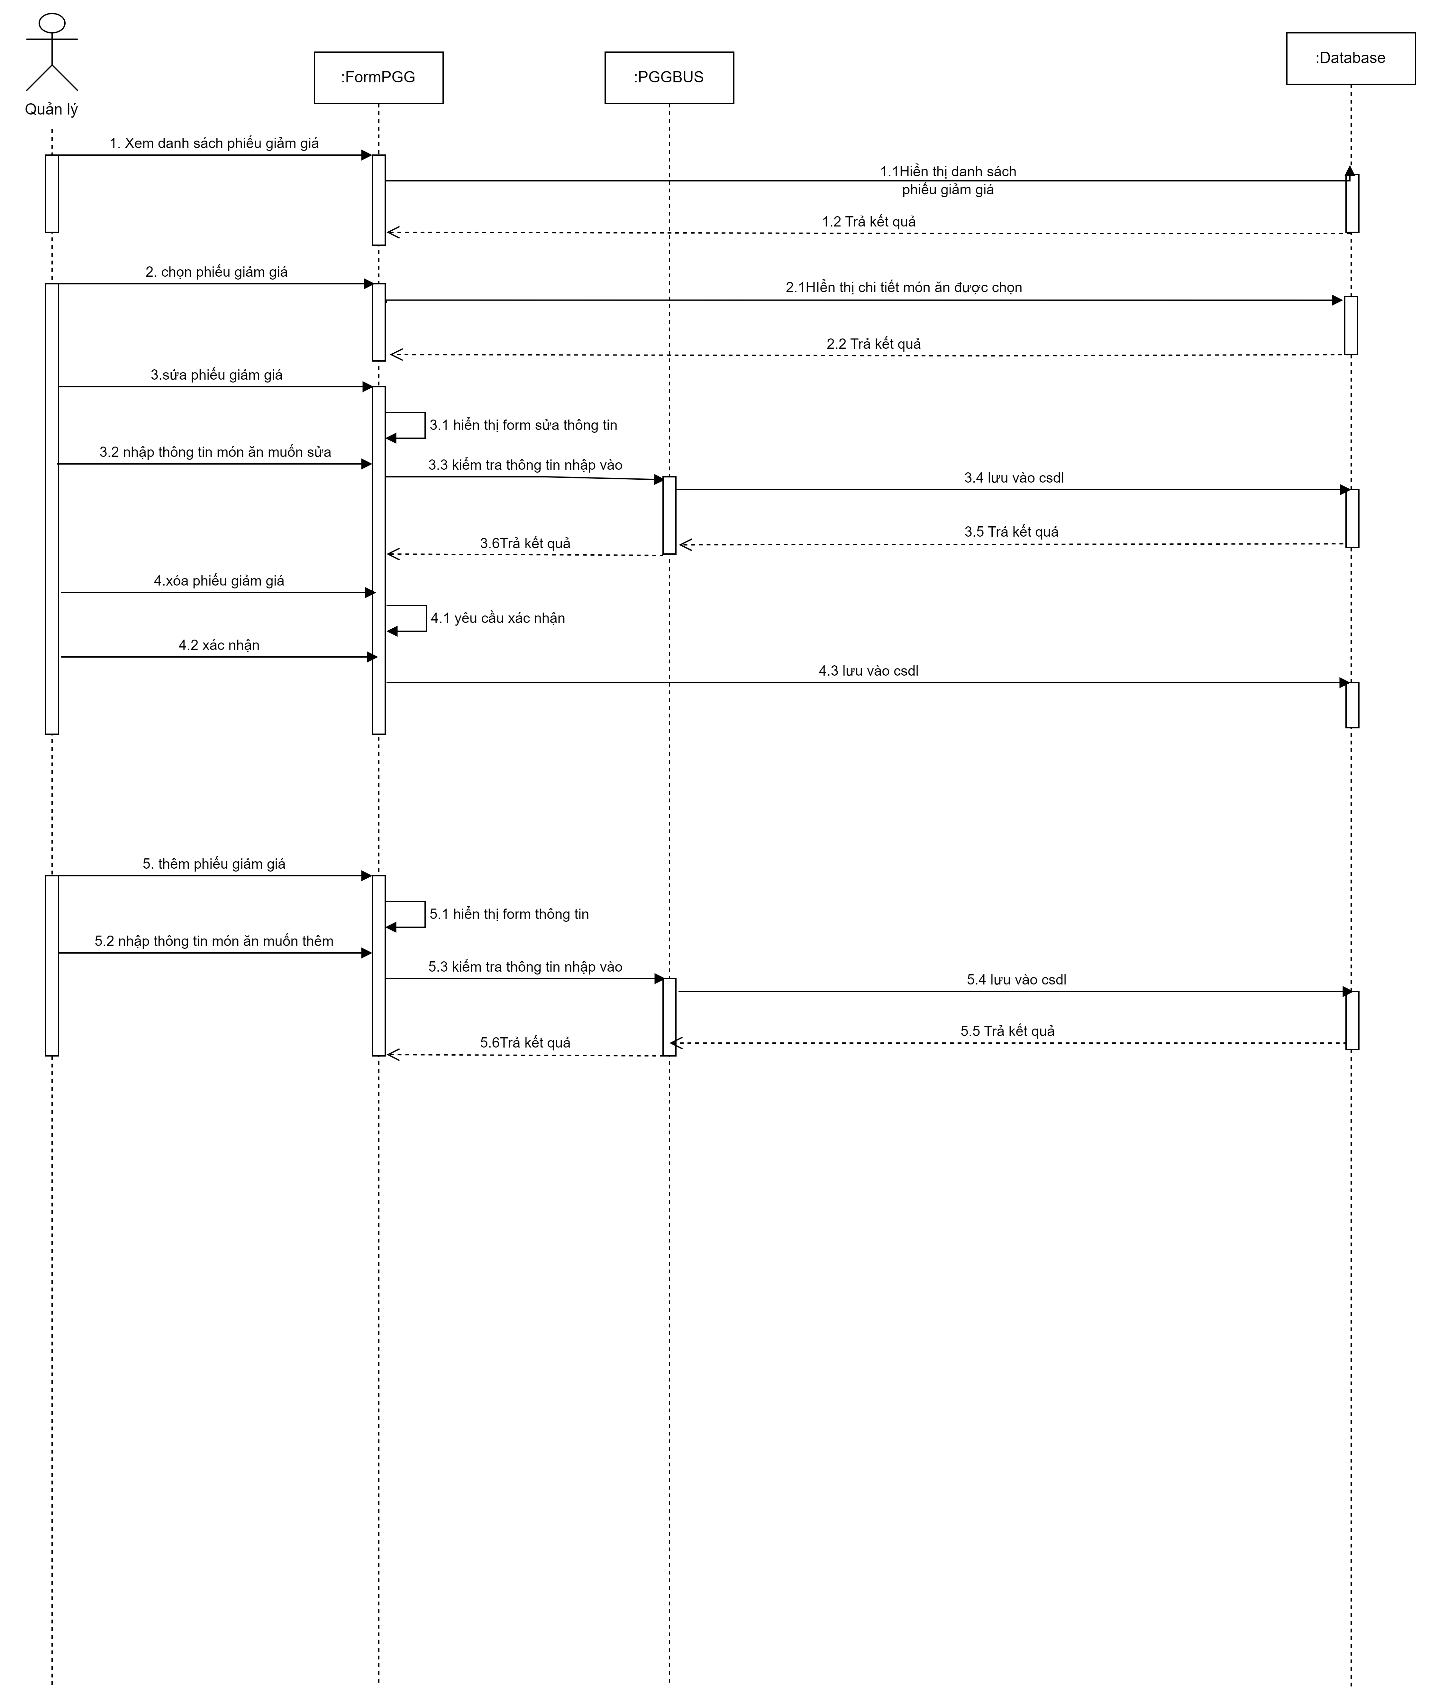 Quản lý
:FormPGG
:PGGBUS
:Database
1. Xem danh sách phiếu giảm giá
1.1Hiển thị danh sách
phiếu giảm giá
1.2 Trả kết quả
2. chọn phiếu giảm giá
2.1HIển thị chi tiết món ăn được chọn
2.2 Trả kết quả
3.sửa phiếu giảm giá
3.1 hiển thị form sửa thông tin
3.2 nhập thông tin món ăn muốn sửa
3.3 kiểm tra thông tin nhập vào
3.4 lưu vào csdl
3.5 Trả kết quả
3.6Trả kết quả
4.xóa phiếu giảm giá
4.1 yêu cầu xác nhận
4.2 xác nhận
4.3 lưu vào csdl
5. thêm phiếu giảm giá
5.1 hiển thị form thông tin
5.2 nhập thông tin món ăn muốn thêm
5.3 kiểm tra thông tin nhập vào
5.4 lưu vào csdl
5.5 Trả kết quả
5.6Trả kết quả